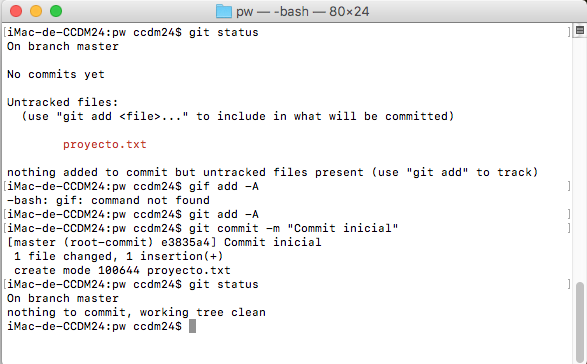 pw — -bash — 80×24
[iMac-de-CCDM24:pw ccdm24$ git status ]
On branch master
No commits yet
Untracked files:
(use "git add <file>..." to include in what will be committed)
proyecto.txt
nothing added to commit but untracked files present (use "git add" to track)
[iMac-de-CCDM24:pw ccdm24$ gif add -A ]
-bash: gif: command not found
[iMac-de-CCDM24:pw ccdm24$ git add -A ]
[iMac-de-CCDM24:pw ccdm24$ git commit -m "Commit inicial" ]
[master (root-commit) e3835a4] Commit inicial
1 file changed, 1 insertion(+)
create mode 100644 proyecto.txt
[iMac-de-CCDM24:pw ccdm24$ git status ]
On branch master
nothing to commit, working tree clean
iMac-de-CCDM24:pw ccdm24$